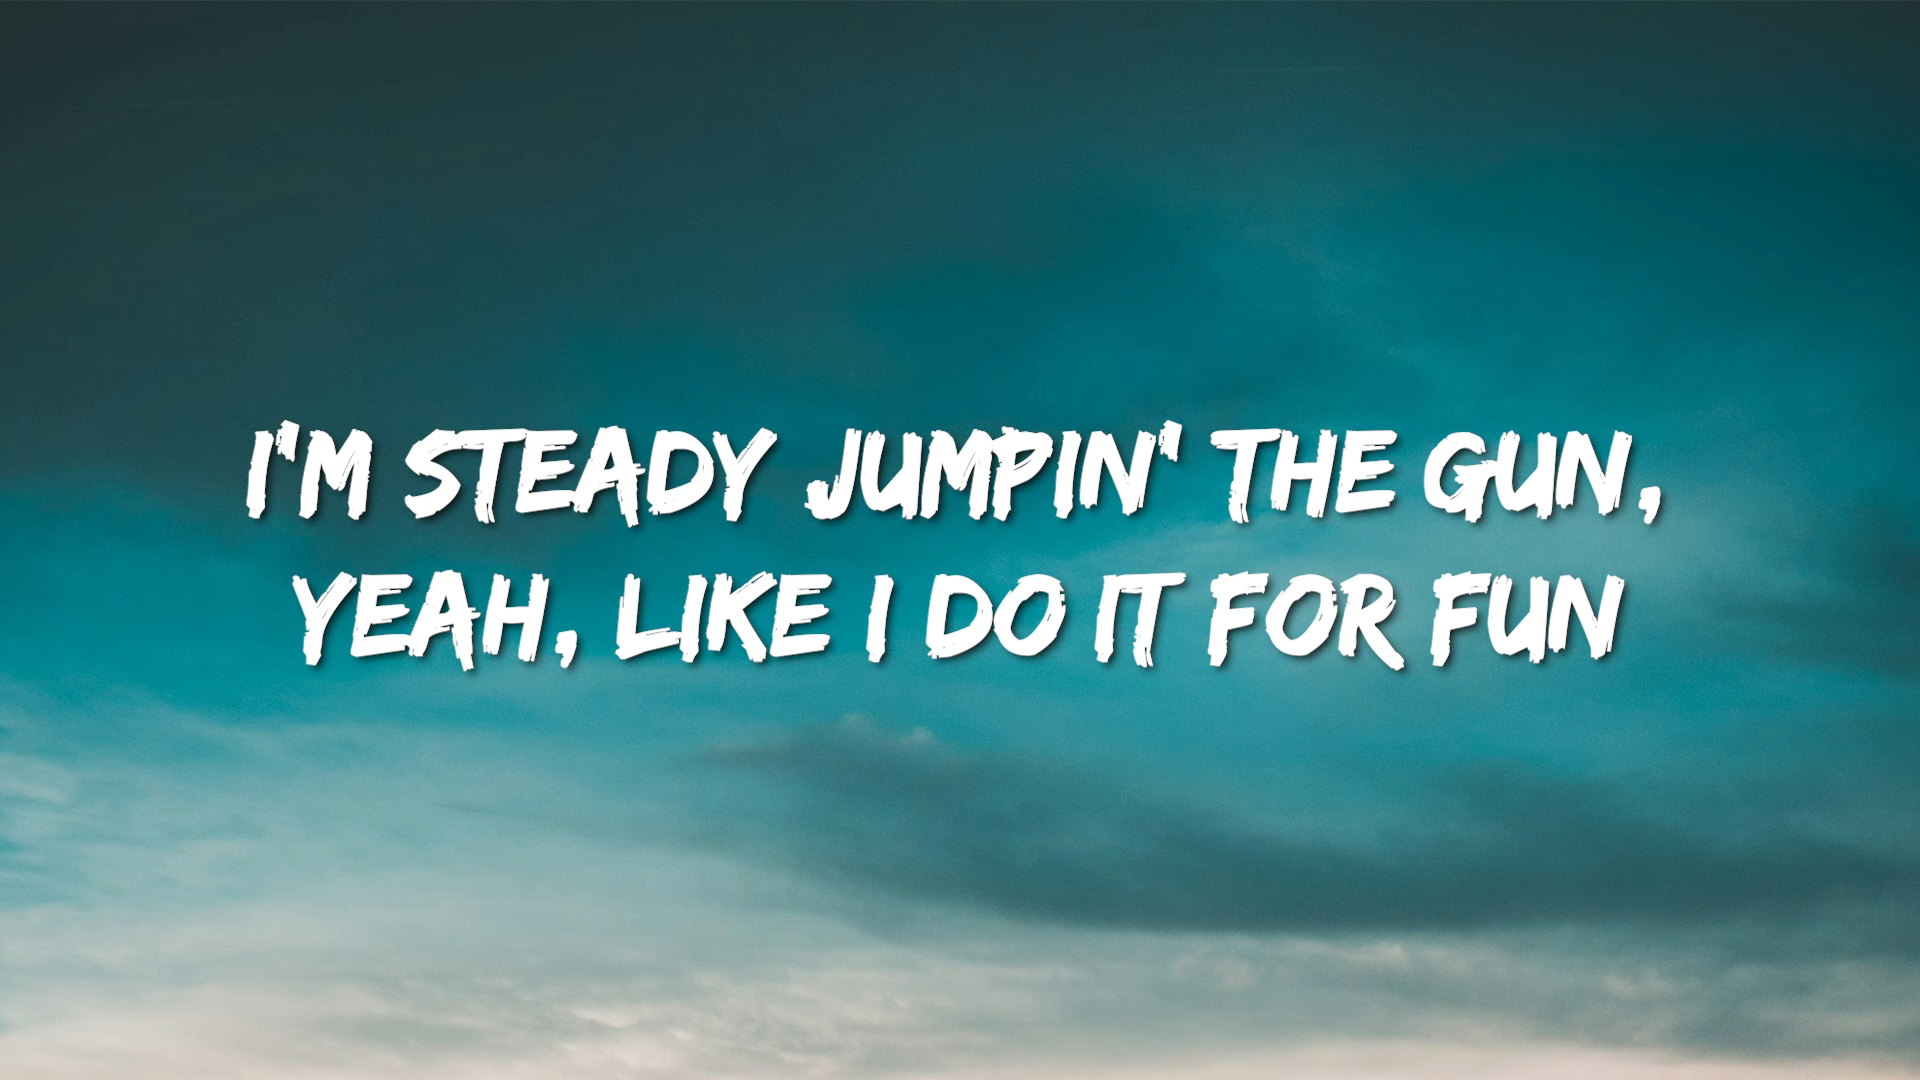 I'M STEADY JUMPIN' THE GUN,
YEAH, LIKE I DO IT FOR FUN